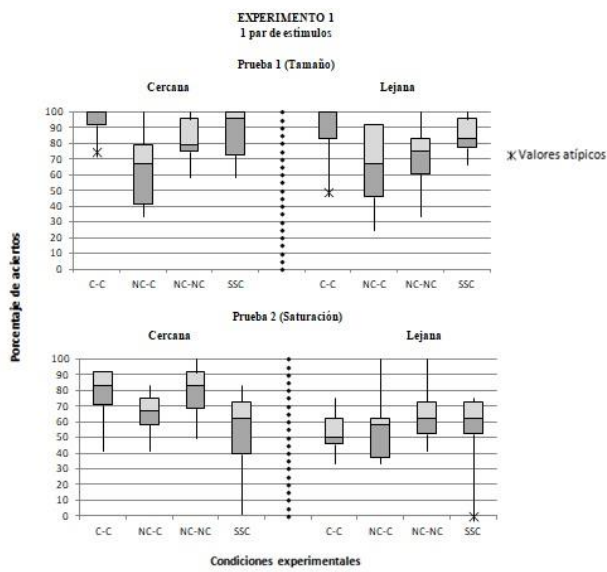 EXPERIMENTO 1
1 par de estímulos
Prueba 1 (Tamaño)
Cercana Lejana
100
90
80
70
60
50
40
30
20
10
0
C-C NC-C NC-NC SSC C-C NC-C NC-NC SSC
Valores atípicos
Porcentaje de aciertos
Prueba 2 (Saturación)
Cercana Lejana
100
90
80
70
60
50
40
30
20
10
0
C-C NC-C NC-NC SSC C-C NC-C NC-NC SSC
Condiciones experimentales